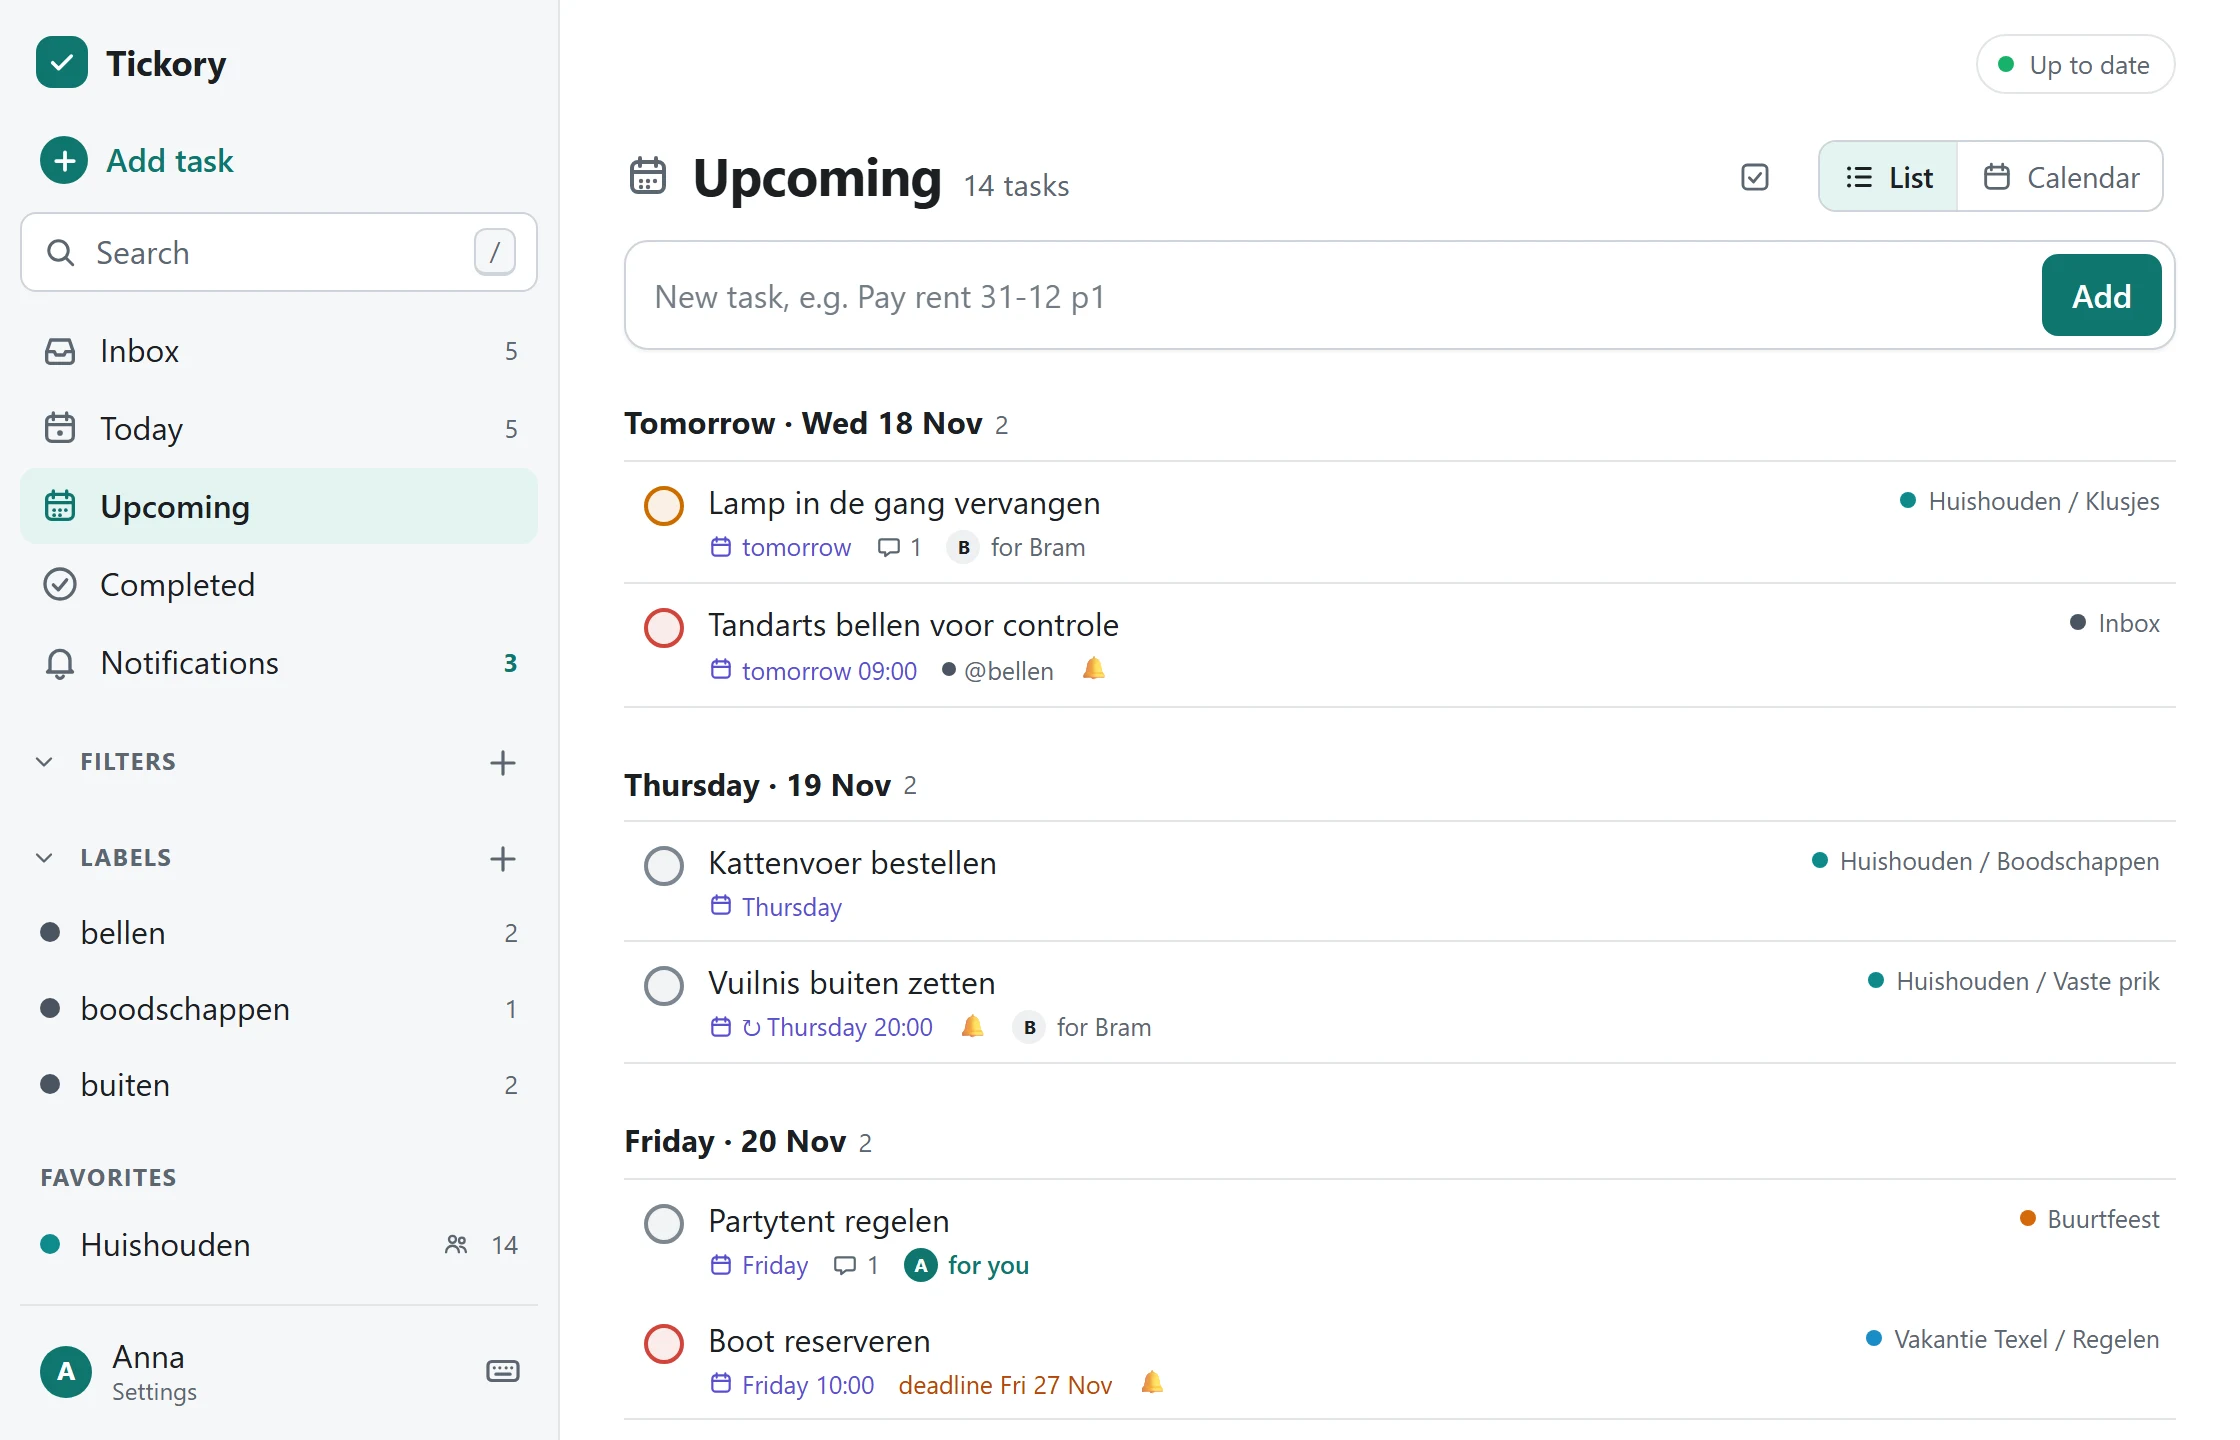 Tickory
Add task
Search /
Inbox 5
Today 5
Upcoming
Completed
Notifications 3
FILTERS
LABELS
bellen 2
boodschappen 1
buiten 2
FAVORITES
Huishouden 14
A Anna
Settings
Up to date
Upcoming 14 tasks
List Calendar
New task, e.g. Pay rent 31-12 p1 Add
Tomorrow · Wed 18 Nov 2
Lamp in de gang vervangen Huishouden / Klusjes
tomorrow 1 B for Bram
Tandarts bellen voor controle Inbox
tomorrow 09:00 @bellen
Thursday · 19 Nov 2
Kattenvoer bestellen Huishouden / Boodschappen
Thursday
Vuilnis buiten zetten Huishouden / Vaste prik
Thursday 20:00 B for Bram
Friday · 20 Nov 2
Partytent regelen Buurtfeest
Friday 1 A for you
Boot reserveren Vakantie Texel / Regelen
Friday 10:00 deadline Fri 27 Nov